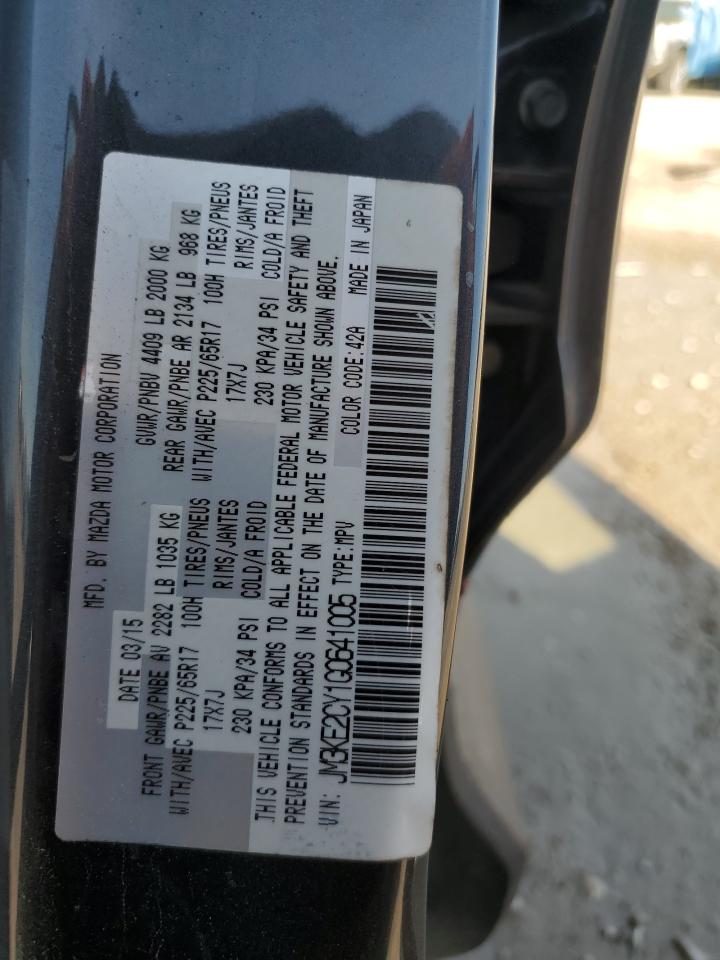 MFD. BY MAZDA MOTOR CORPORATION
DATE 03/15 GVWR/PNBV 4409 LB 2000 KG
FRONT GAWR/PNBE AV 2282 LB 1035 KG REAR GAWR/PNBE AR 2134 LB 968 KG
WITH/AVEC P225/65R17 100H TIRES/PNEUS WITH/AVEC P225/65R17 100H TIRES/PNEUS
17X7J RIMS/JANTES 17X7J RIMS/JANTES
230 KPA/34 PSI COLD/A FROID 230 KPA/34 PSI COLD/A FROID
THIS VEHICLE CONFORMS TO ALL APPLICABLE FEDERAL MOTOR VEHICLE SAFETY AND THEFT
PREVENTION STANDARDS IN EFFECT ON THE DATE OF MANUFACTURE SHOWN ABOVE.
VIN: JM3KE2CY1G0641005 TYPE:MPV COLOR CODE:42A MADE IN JAPAN